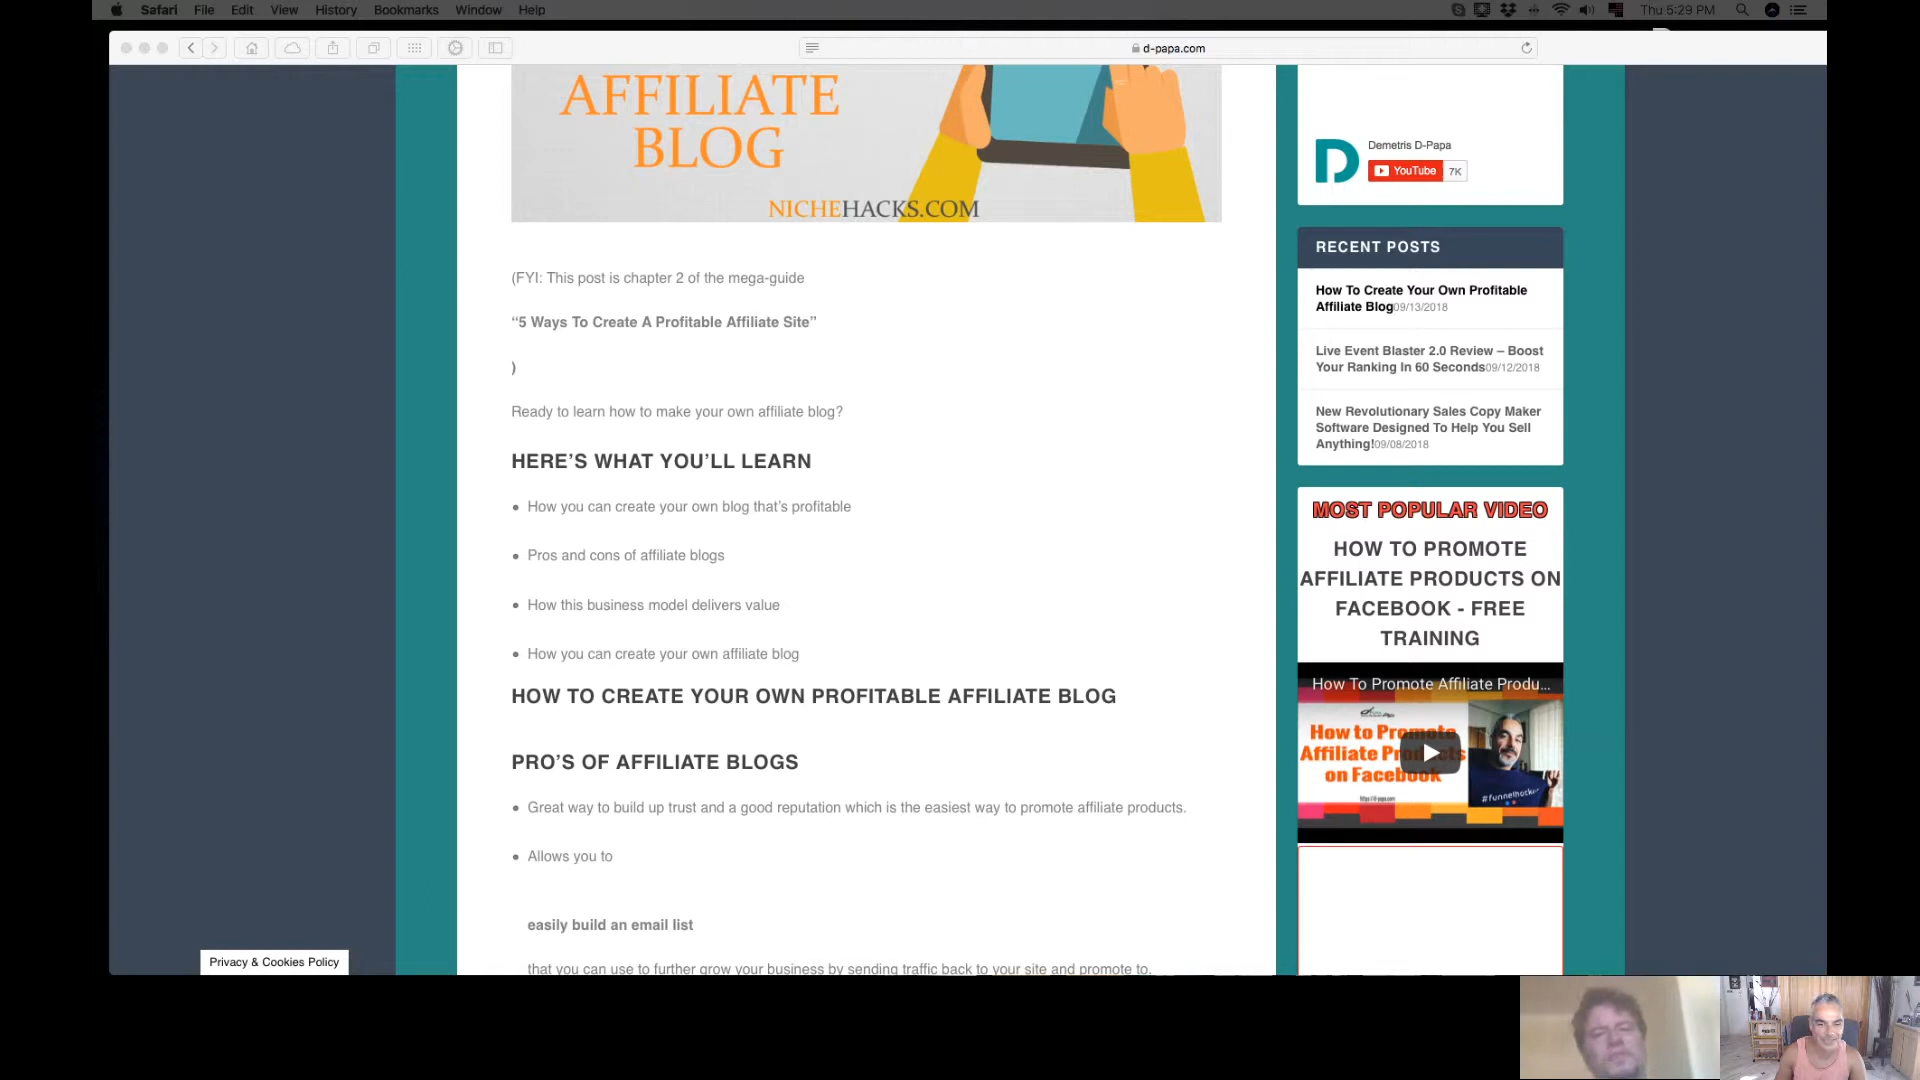 Safari File Edit View History Bookmarks Window Help
Thu 5:29 PM
d-papa.com
AFFILIATE
BLOG
NICHEHACKS.COM
(FYI: This post is chapter 2 of the mega-guide
“5 Ways To Create A Profitable Affiliate Site”
)
Ready to learn how to make your own affiliate blog?
HERE’S WHAT YOU’LL LEARN
How you can create your own blog that’s profitable
Pros and cons of affiliate blogs
How this business model delivers value
How you can create your own affiliate blog
HOW TO CREATE YOUR OWN PROFITABLE AFFILIATE BLOG
PRO’S OF AFFILIATE BLOGS
Great way to build up trust and a good reputation which is the easiest way to promote affiliate products.
Allows you to
easily build an email list
that you can use to further grow your business by sending traffic back to your site and promote to.
Privacy & Cookies Policy
D
Demetris D-Papa
YouTube 7K
RECENT POSTS
How To Create Your Own Profitable
Affiliate Blog09/13/2018
Live Event Blaster 2.0 Review – Boost
Your Ranking In 60 Seconds09/12/2018
New Revolutionary Sales Copy Maker
Software Designed To Help You Sell
Anything!09/08/2018
MOST POPULAR VIDEO
HOW TO PROMOTE
AFFILIATE PRODUCTS ON
FACEBOOK - FREE
TRAINING
How To Promote Affiliate Produ...
How to Promote
Affiliate Products
on Facebook
#funnelhacker
https://d-papa.com